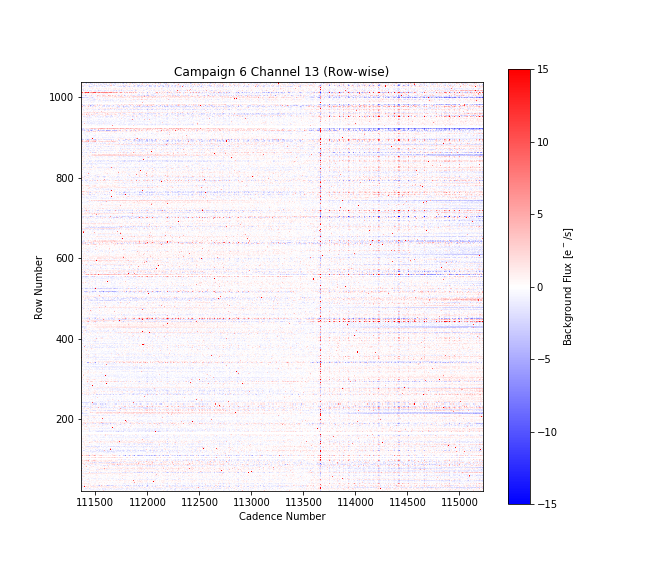 Campaign 6 Channel 13 (Row-wise)
1000
800
600
400
200
Row Number
111500 112000 112500 113000 113500 114000 114500 115000
Cadence Number
15
10
5
0
−5
−10
−15
Background Flux [e⁻/s]